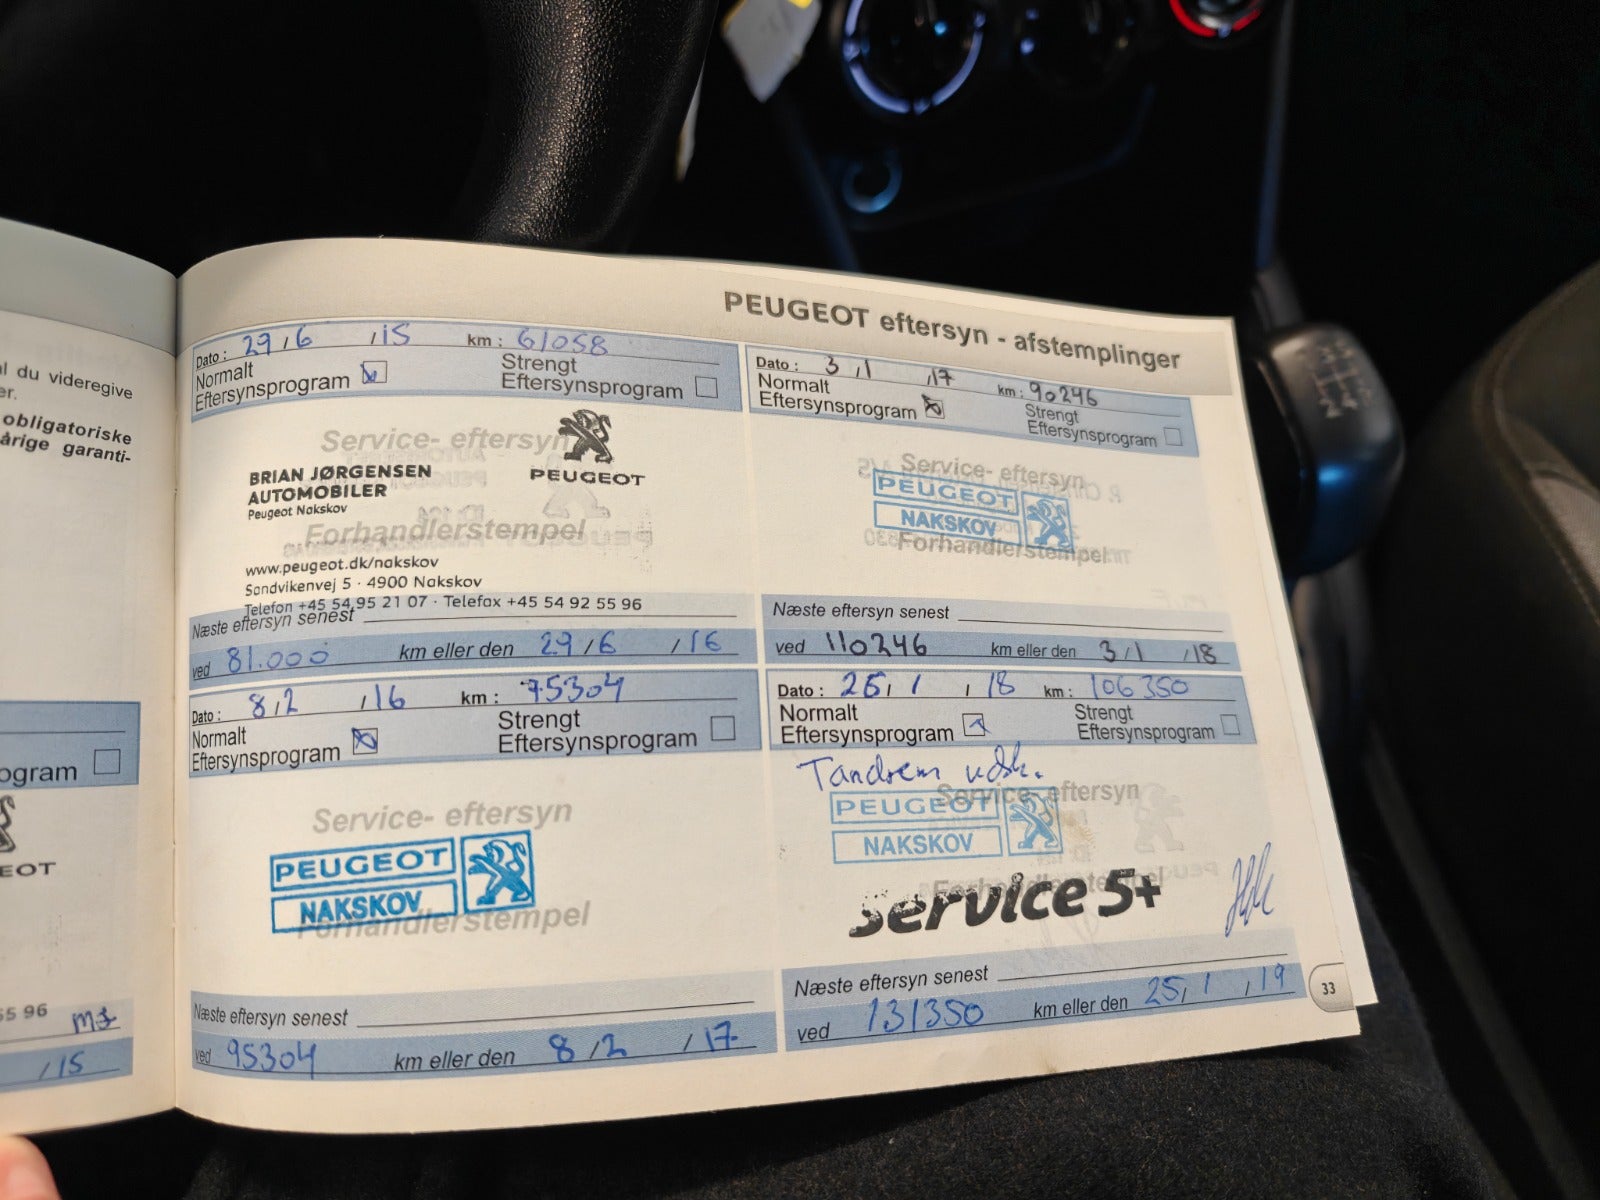 l du videregive
er.
obligatoriske
årige garanti-
ogram
EOT
55 96
/15
PEUGEOT eftersyn - afstemplinger
Dato : 29/6 /15 km : 61058
Normalt
Eftersynsprogram
Strengt
Eftersynsprogram
Service- eftersyn
BRIAN JØRGENSEN
AUTOMOBILER
Peugeot Nakskov
PEUGEOT
Forhandlerstempel
www.peugeot.dk/nakskov
Sandvikenvej 5 · 4900 Nakskov
Telefon +45 54 95 21 07 · Telefax +45 54 92 55 96
Næste eftersyn senest
ved 81.000 km eller den 29/6 /16
Dato : 8/2 /16 km : 75304
Normalt
Eftersynsprogram
Strengt
Eftersynsprogram
Service- eftersyn
PEUGEOT
NAKSKOV
Forhandlerstempel
Næste eftersyn senest
ved 95304 km eller den 8/2 /17
Dato : 3/1 /17 km : 90246
Normalt
Eftersynsprogram
Strengt
Eftersynsprogram
Service- eftersyn
PEUGEOT
NAKSKOV
Forhandlerstempel
Næste eftersyn senest
ved 110246 km eller den 3/1 /18
Dato : 25/1 /18 km : 106350
Normalt
Eftersynsprogram
Strengt
Eftersynsprogram
Tandrem udsk.
Service- eftersyn
PEUGEOT
NAKSKOV
Forhandlerstempel
Service 5+
Næste eftersyn senest
ved 131350 km eller den 25/1 /19
33